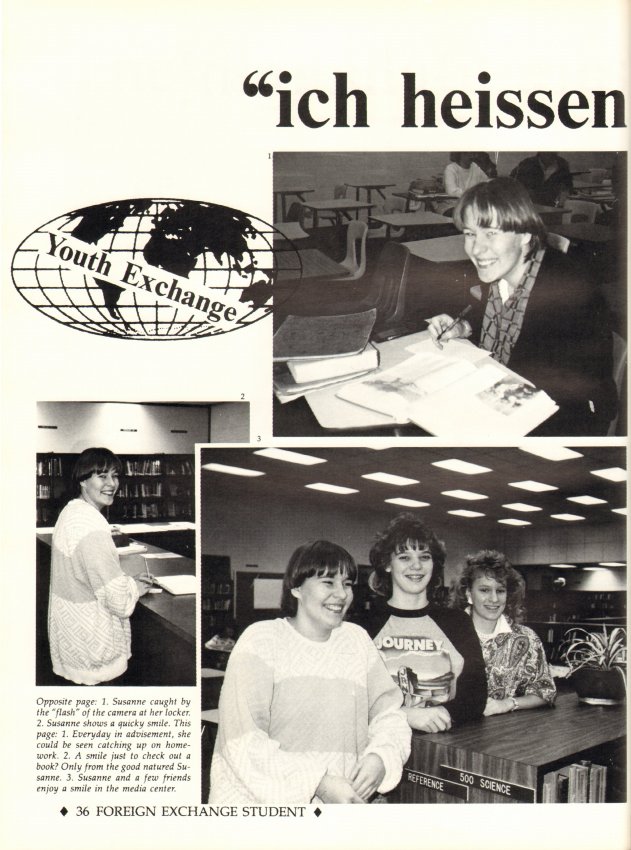 “ich heissen
1
Youth Exchange
2
3
JOURNEY
REFERENCE
500 SCIENCE
Opposite page: 1. Susanne caught by
the "flash" of the camera at her locker.
2. Susanne shows a quicky smile. This
page: 1. Everyday in advisement, she
could be seen catching up on home-
work. 2. A smile just to check out a
book? Only from the good natured Su-
sanne. 3. Susanne and a few friends
enjoy a smile in the media center.
♦ 36 FOREIGN EXCHANGE STUDENT ♦